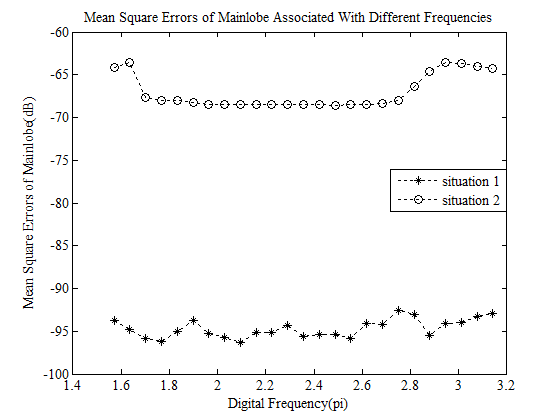 Mean Square Errors of Mainlobe Associated With Different Frequencies
-60
-65
-70
-75
-80
-85
-90
-95
-100
Mean Square Errors of Mainlobe(dB)
situation 1
situation 2
1.4 1.6 1.8 2 2.2 2.4 2.6 2.8 3 3.2
Digital Frequency(pi)